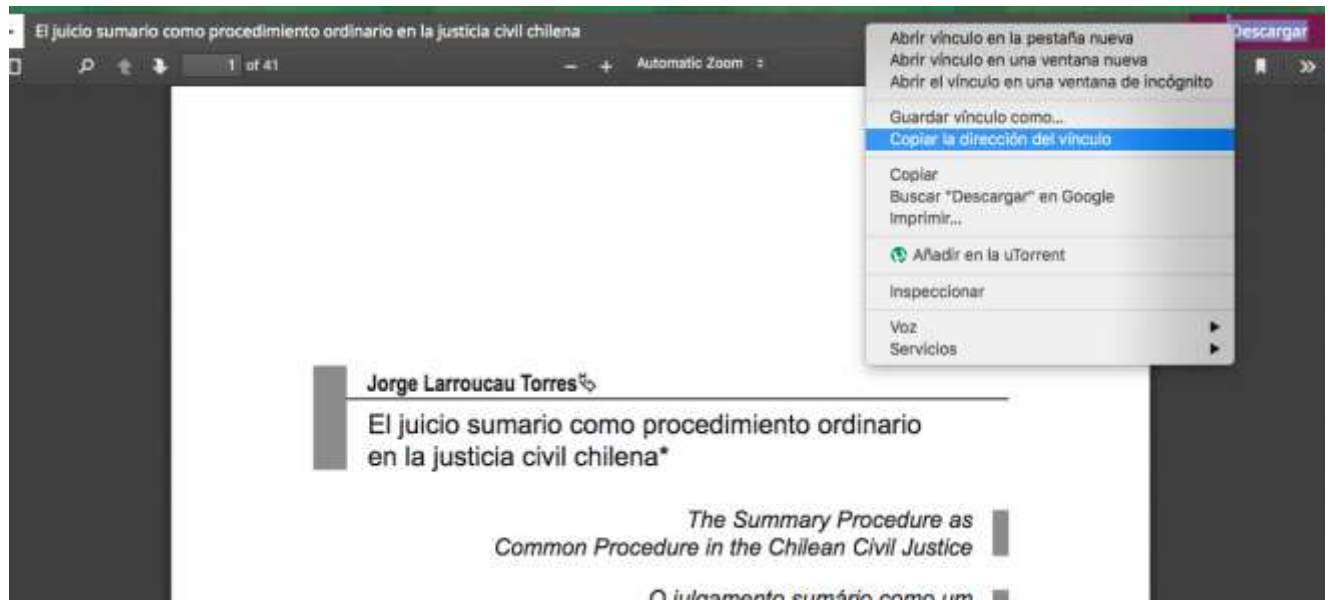 El juicio sumario como procedimiento ordinario en la justicia civil chilena
Descargar
1 of 41
Automatic Zoom
Abrir vínculo en la pestaña nueva
Abrir vínculo en una ventana nueva
Abrir el vínculo en una ventana de incógnito
Guardar vínculo como...
Copiar la dirección del vínculo
Copiar
Buscar "Descargar" en Google
Imprimir...
Añadir en la uTorrent
Inspeccionar
Voz
Servicios
Jorge Larroucau Torres
El juicio sumario como procedimiento ordinario
en la justicia civil chilena*
The Summary Procedure as
Common Procedure in the Chilean Civil Justice
O julgamento sumário como um